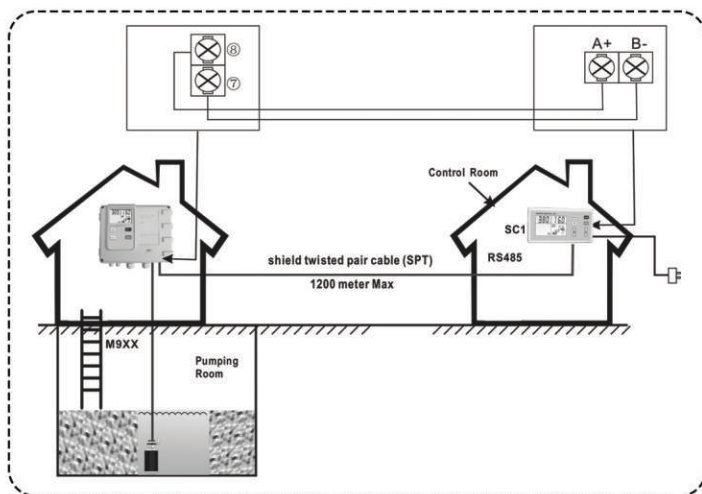 ⑧
⑦
A+ B-
Control Room
SC1
RS485
shield twisted pair cable (SPT)
1200 meter Max
M9XX
Pumping
Room